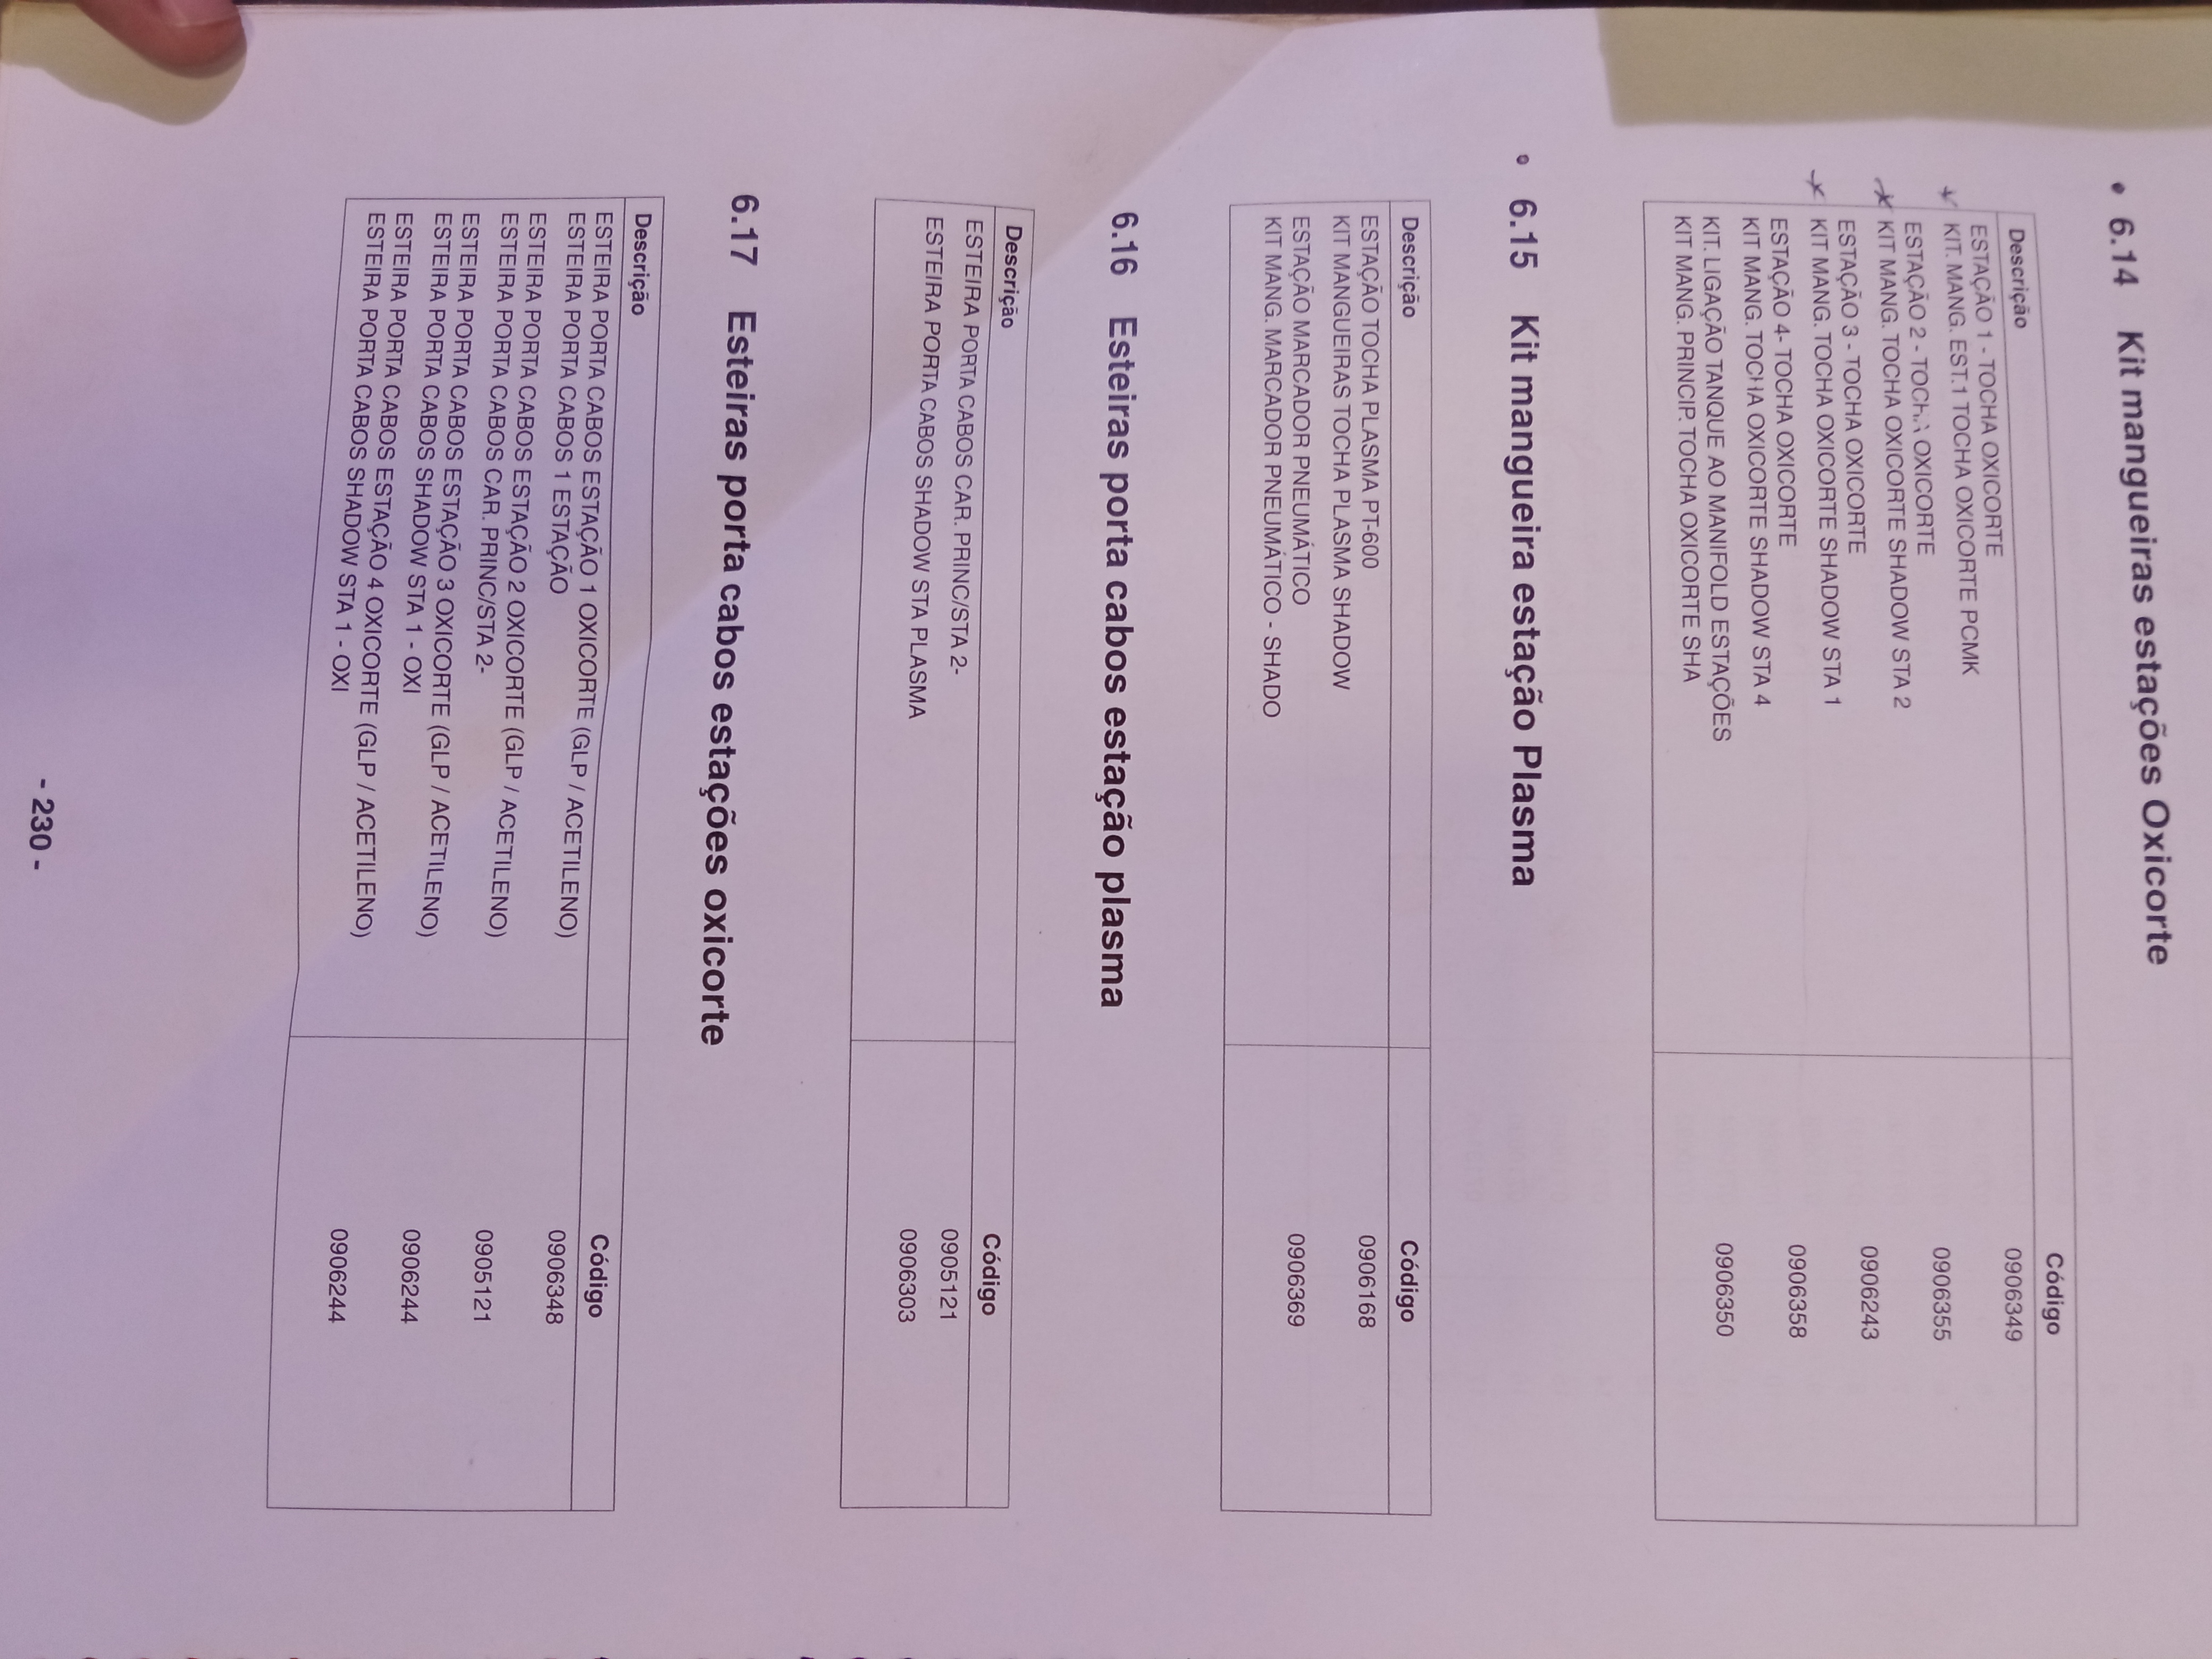 6.14 Kit mangueiras estações Oxicorte
Descrição Código
ESTAÇÃO 1 - TOCHA OXICORTE 0906349
KIT. MANG. EST.1 TOCHA OXICORTE PCMK
ESTAÇÃO 2 - TOCHA OXICORTE 0906355
KIT MANG. TOCHA OXICORTE SHADOW STA 2
ESTAÇÃO 3 - TOCHA OXICORTE 0906243
KIT MANG. TOCHA OXICORTE SHADOW STA 1
ESTAÇÃO 4- TOCHA OXICORTE 0906358
KIT MANG. TOCHA OXICORTE SHADOW STA 4
KIT. LIGAÇÃO TANQUE AO MANIFOLD ESTAÇÕES 0906350
KIT MANG. PRINCIP. TOCHA OXICORTE SHA
6.15 Kit mangueira estação Plasma
Descrição Código
ESTAÇÃO TOCHA PLASMA PT-600 0906168
KIT MANGUEIRAS TOCHA PLASMA SHADOW
ESTAÇÃO MARCADOR PNEUMÁTICO 0906369
KIT MANG. MARCADOR PNEUMÁTICO - SHADO
6.16 Esteiras porta cabos estação plasma
Descrição Código
ESTEIRA PORTA CABOS CAR. PRINC/STA 2- 0905121
ESTEIRA PORTA CABOS SHADOW STA PLASMA 0906303
6.17 Esteiras porta cabos estações oxicorte
Descrição Código
ESTEIRA PORTA CABOS ESTAÇÃO 1 OXICORTE (GLP / ACETILENO) 0906348
ESTEIRA PORTA CABOS 1 ESTAÇÃO
ESTEIRA PORTA CABOS ESTAÇÃO 2 OXICORTE (GLP / ACETILENO) 0905121
ESTEIRA PORTA CABOS CAR. PRINC/STA 2-
ESTEIRA PORTA CABOS ESTAÇÃO 3 OXICORTE (GLP / ACETILENO) 0906244
ESTEIRA PORTA CABOS SHADOW STA 1 - OXI
ESTEIRA PORTA CABOS ESTAÇÃO 4 OXICORTE (GLP / ACETILENO) 0906244
ESTEIRA PORTA CABOS SHADOW STA 1 - OXI
- 230 -